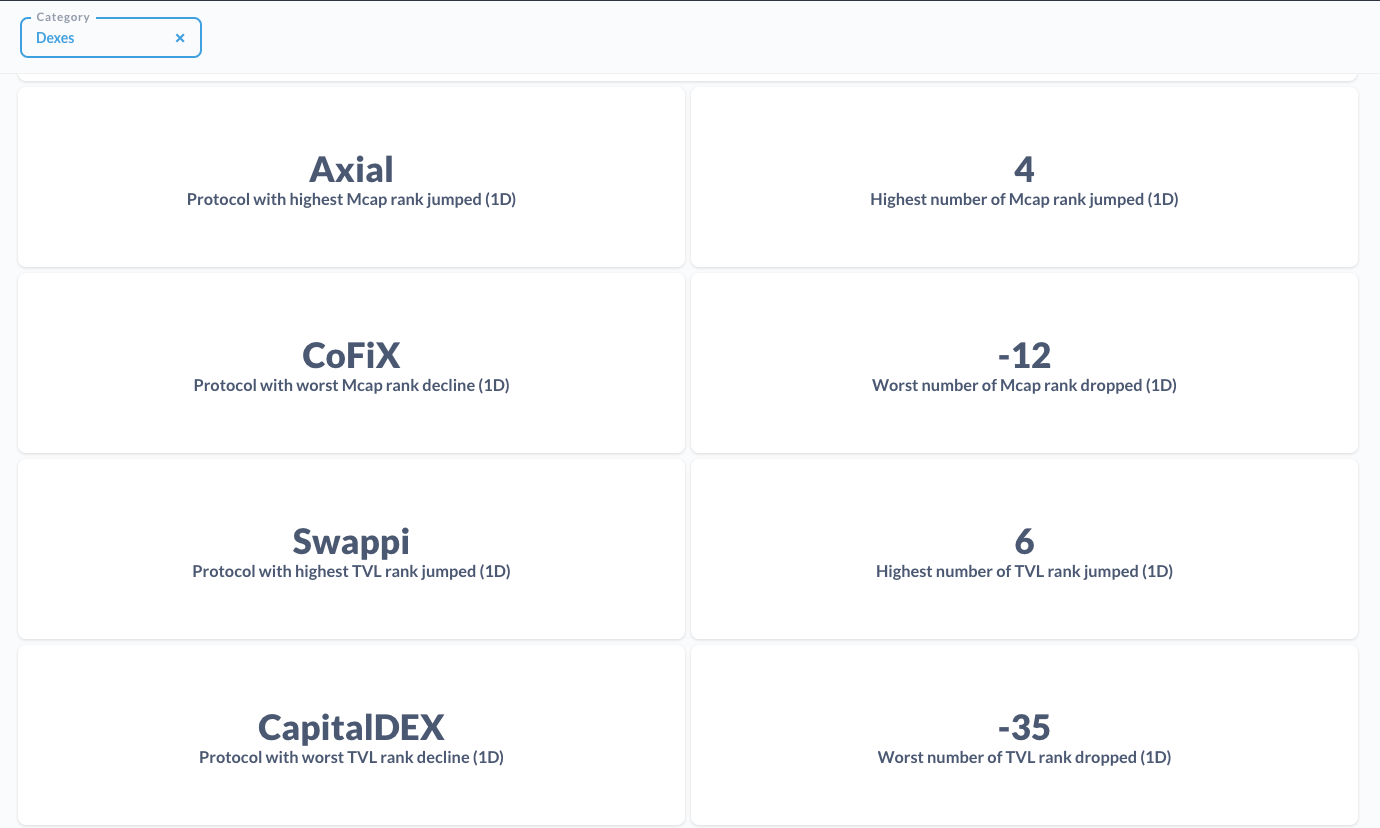 Category
Dexes
Axial
Protocol with highest Mcap rank jumped (1D)
4
Highest number of Mcap rank jumped (1D)
CoFiX
Protocol with worst Mcap rank decline (1D)
-12
Worst number of Mcap rank dropped (1D)
Swappi
Protocol with highest TVL rank jumped (1D)
6
Highest number of TVL rank jumped (1D)
CapitalDEX
Protocol with worst TVL rank decline (1D)
-35
Worst number of TVL rank dropped (1D)